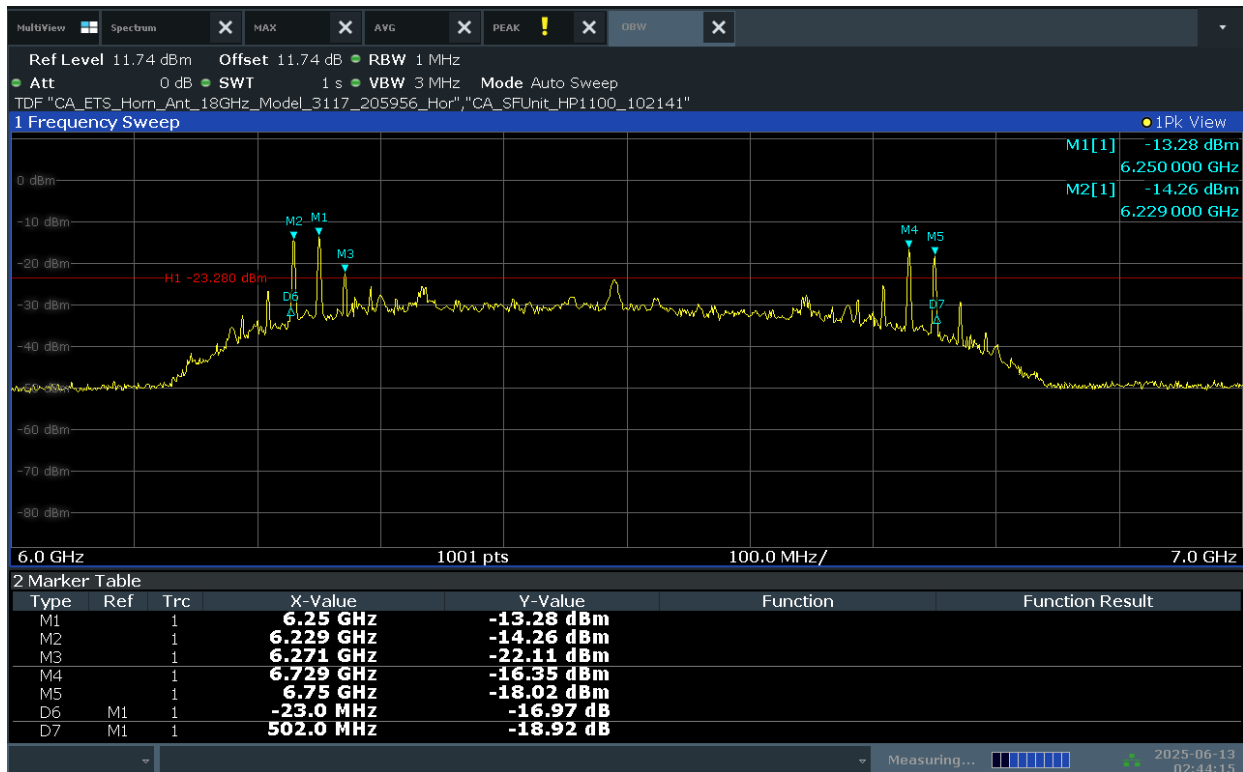 MultiView Spectrum MAX AVG PEAK ! OBW
Ref Level 11.74 dBm Offset 11.74 dB RBW 1 MHz
Att 0 dB SWT 1 s VBW 3 MHz Mode Auto Sweep
TDF "CA_ETS_Horn_Ant_18GHz_Model_3117_205956_Hor","CA_SFUnit_HP1100_102141"
1 Frequency Sweep 1Pk View
M1[1] -13.28 dBm
6.250 000 GHz
0 dBm
M2[1] -14.26 dBm
6.229 000 GHz
-10 dBm
M2 M1
M4
M5
M3
-20 dBm
H1 -23.280 dBm
D6
D7
-30 dBm
-40 dBm
-50 dBm
-60 dBm
-70 dBm
-80 dBm
6.0 GHz 1001 pts 100.0 MHz/ 7.0 GHz
2 Marker Table
Type Ref Trc X-Value Y-Value Function Function Result
M1 1 6.25 GHz -13.28 dBm
M2 1 6.229 GHz -14.26 dBm
M3 1 6.271 GHz -22.11 dBm
M4 1 6.729 GHz -16.35 dBm
M5 1 6.75 GHz -18.02 dBm
D6 M1 1 -23.0 MHz -16.97 dB
D7 M1 1 502.0 MHz -18.92 dB
Measuring... 2025-06-13
02:44:15